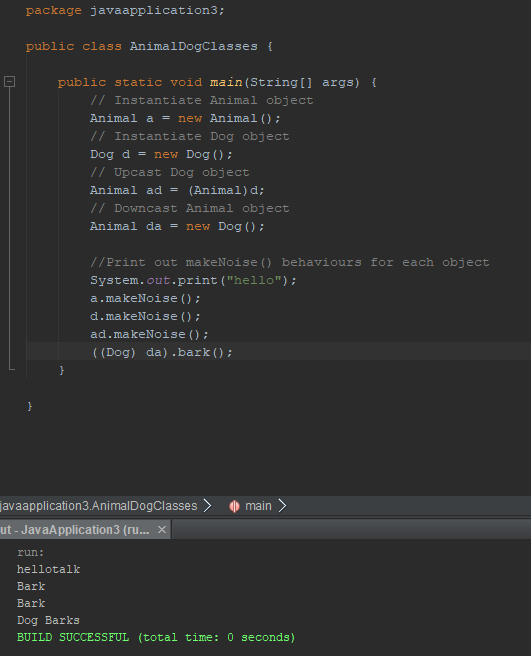 package javaapplication3;
public class AnimalDogClasses {
public static void main(String[] args) {
// Instantiate Animal object
Animal a = new Animal();
// Instantiate Dog object
Dog d = new Dog();
// Upcast Dog object
Animal ad = (Animal)d;
// Downcast Animal object
Animal da = new Dog();
//Print out makeNoise() behaviours for each object
System.out.print("hello");
a.makeNoise();
d.makeNoise();
ad.makeNoise();
((Dog) da).bark();
}
}
javaapplication3.AnimalDogClasses main
ut - JavaApplication3 (ru... ×
run:
hellotalk
Bark
Bark
Dog Barks
BUILD SUCCESSFUL (total time: 0 seconds)